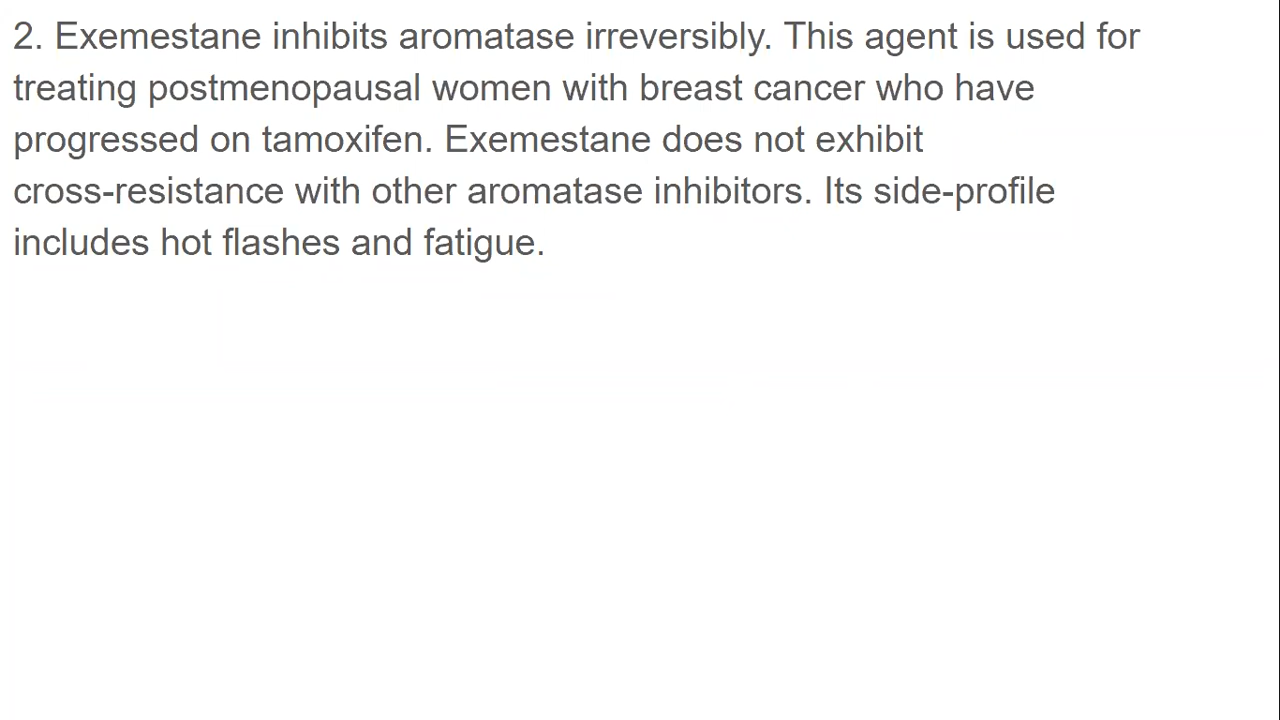 2. Exemestane inhibits aromatase irreversibly. This agent is used for
treating postmenopausal women with breast cancer who have
progressed on tamoxifen. Exemestane does not exhibit
cross-resistance with other aromatase inhibitors. Its side-profile
includes hot flashes and fatigue.